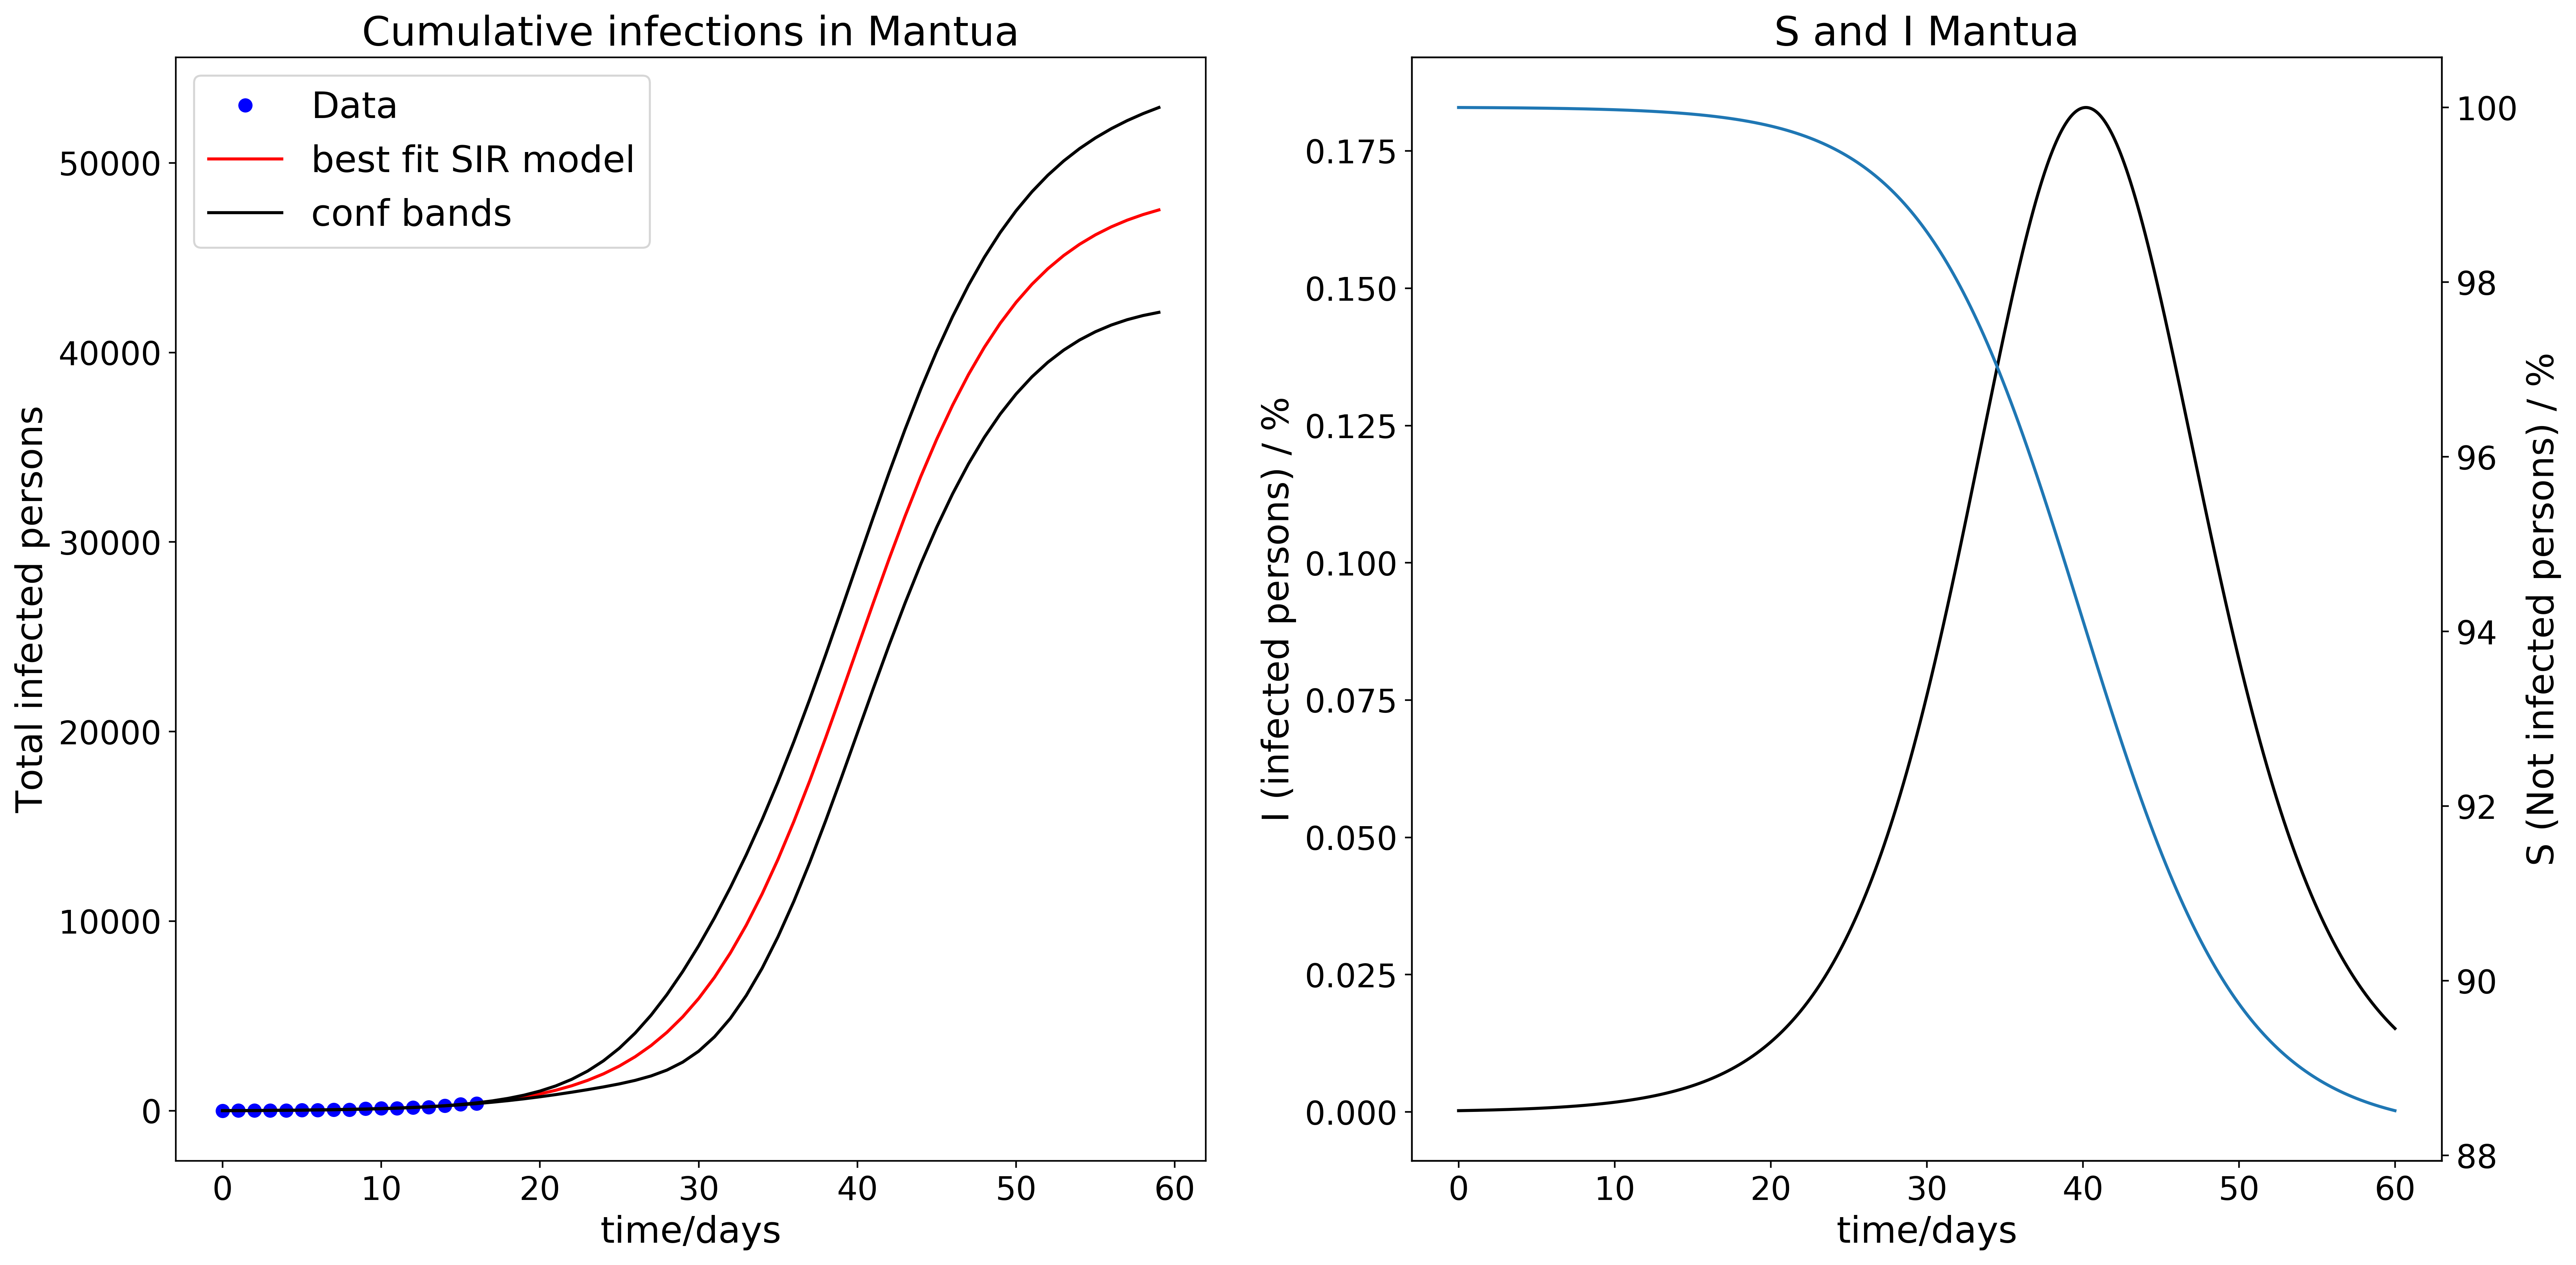 Cumulative infections in Mantua
Data
best fit SIR model
conf bands
50000
40000
30000
20000
10000
0
Total infected persons
0 10 20 30 40 50 60
time/days
S and I Mantua
0.175
0.150
0.125
0.100
0.075
0.050
0.025
0.000
I (infected persons) / %
100
98
96
94
92
90
88
S (Not infected persons) / %
0 10 20 30 40 50 60
time/days